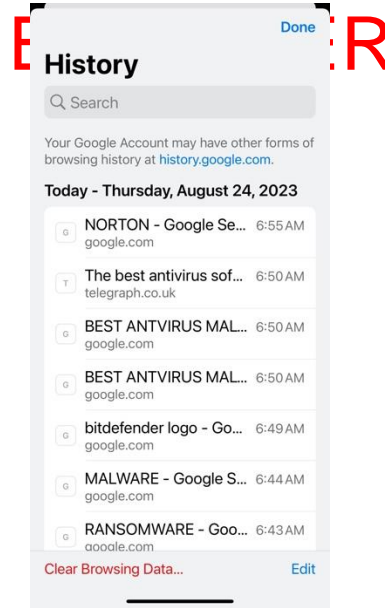 Done
History
Search
Your Google Account may have other forms of
browsing history at history.google.com.
Today - Thursday, August 24, 2023
G NORTON - Google Se... 6:55 AM
google.com
T The best antivirus sof... 6:50 AM
telegraph.co.uk
G BEST ANTVIRUS MAL... 6:50 AM
google.com
G BEST ANTVIRUS MAL... 6:50 AM
google.com
G bitdefender logo - Go... 6:49 AM
google.com
G MALWARE - Google S... 6:44 AM
google.com
G RANSOMWARE - Goo... 6:43 AM
google.com
Clear Browsing Data... Edit